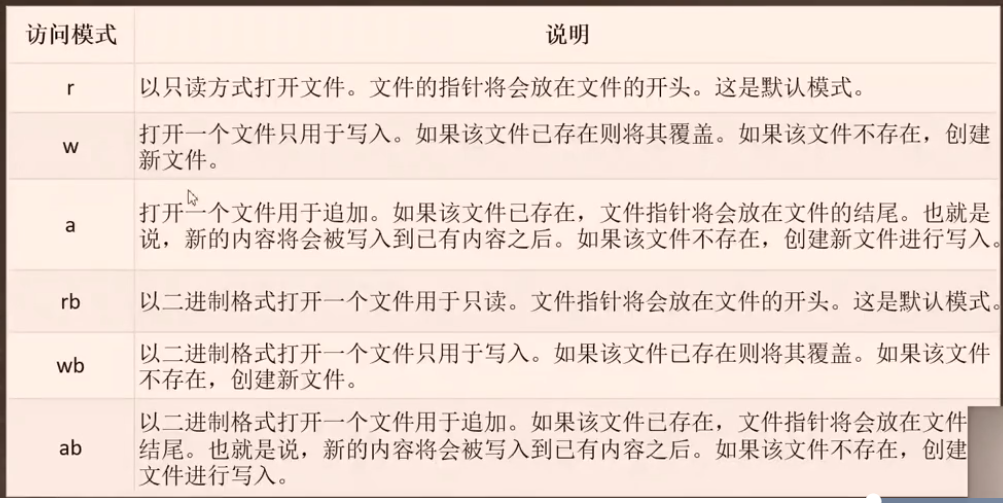 访问模式 说明
r 以只读方式打开文件。文件的指针将会放在文件的开头。这是默认模式。
w 打开一个文件只用于写入。如果该文件已存在则将其覆盖。如果该文件不存在，创建
新文件。
a 打开一个文件用于追加。如果该文件已存在，文件指针将会放在文件的结尾。也就是
说，新的内容将会被写入到已有内容之后。如果该文件不存在，创建新文件进行写入。
rb 以二进制格式打开一个文件用于只读。文件指针将会放在文件的开头。这是默认模式。
wb 以二进制格式打开一个文件只用于写入。如果该文件已存在则将其覆盖。如果该文件
不存在，创建新文件。
ab 以二进制格式打开一个文件用于追加。如果该文件已存在，文件指针将会放在文件
结尾。也就是说，新的内容将会被写入到已有内容之后。如果该文件不存在，创建
文件进行写入。